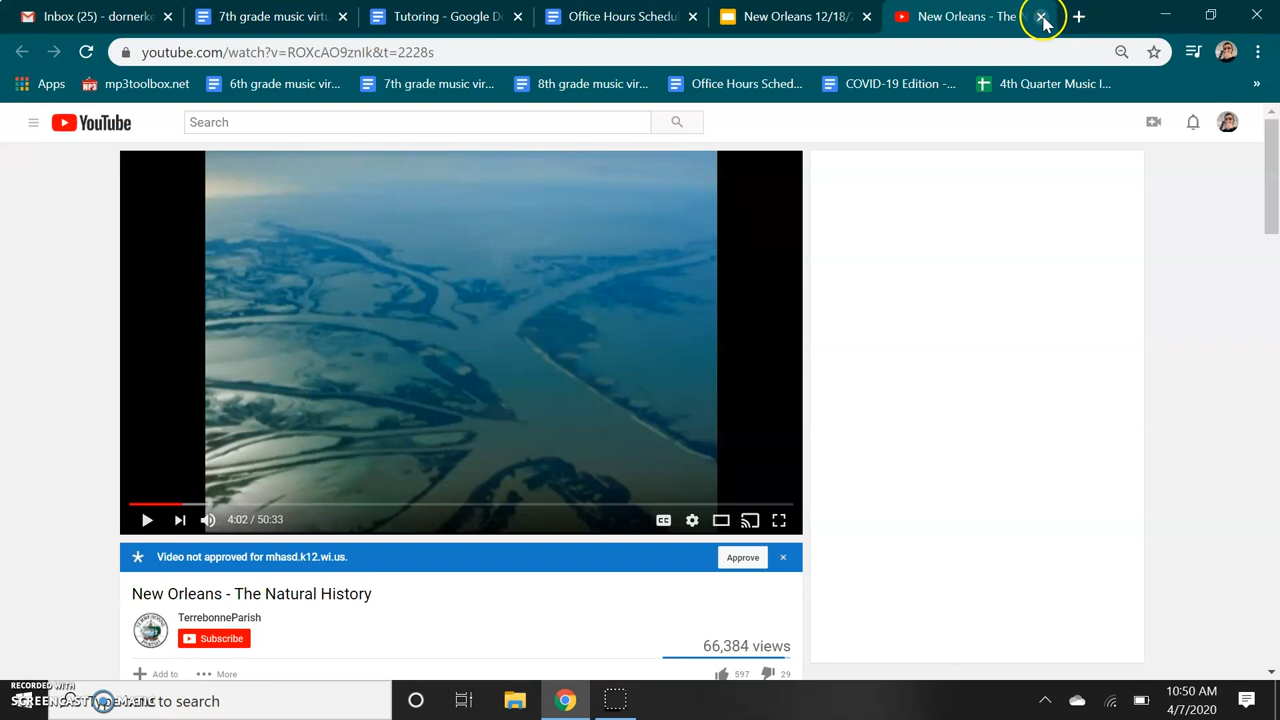 Inbox (25) - dornerke
7th grade music virtu
Tutoring - Google D
Office Hours Schedul
New Orleans 12/18/
New Orleans - The
youtube.com/watch?v=ROXcAO9znIk&t=2228s
Apps
mp3toolbox.net
6th grade music vir...
7th grade music vir...
8th grade music vir...
Office Hours Sched...
COVID-19 Edition -...
4th Quarter Music I...
»
YouTube
Search
4:02 / 50:33
CC
Video not approved for mhasd.k12.wi.us.
Approve
New Orleans - The Natural History
TerrebonneParish
Subscribe
66,384 views
Add to
More
597
29
RECORDED WITH
SCREENCAST
MATIC
to search
10:50 AM
4/7/2020